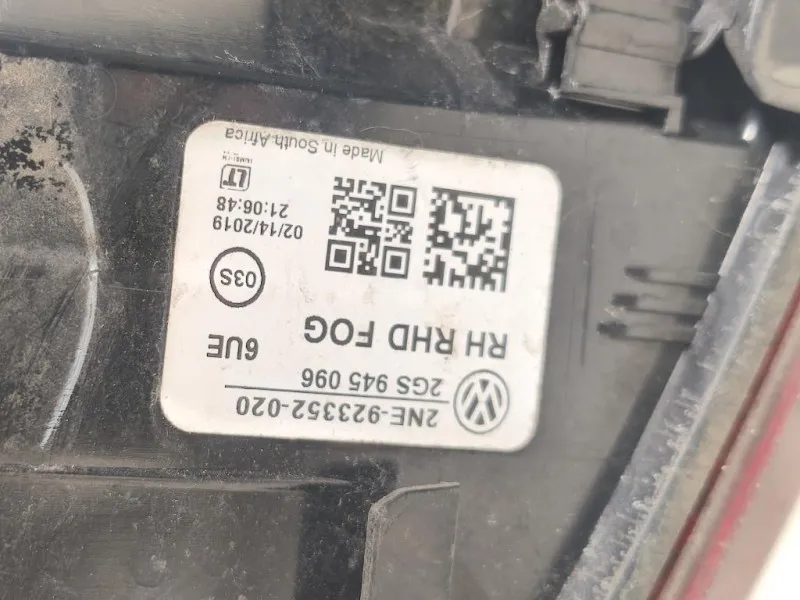 2NE-923352-020
2GS 945 096
6UE
RH RHD FOG
03S
02/14/2019
21:06:48
LT
Made in South Africa